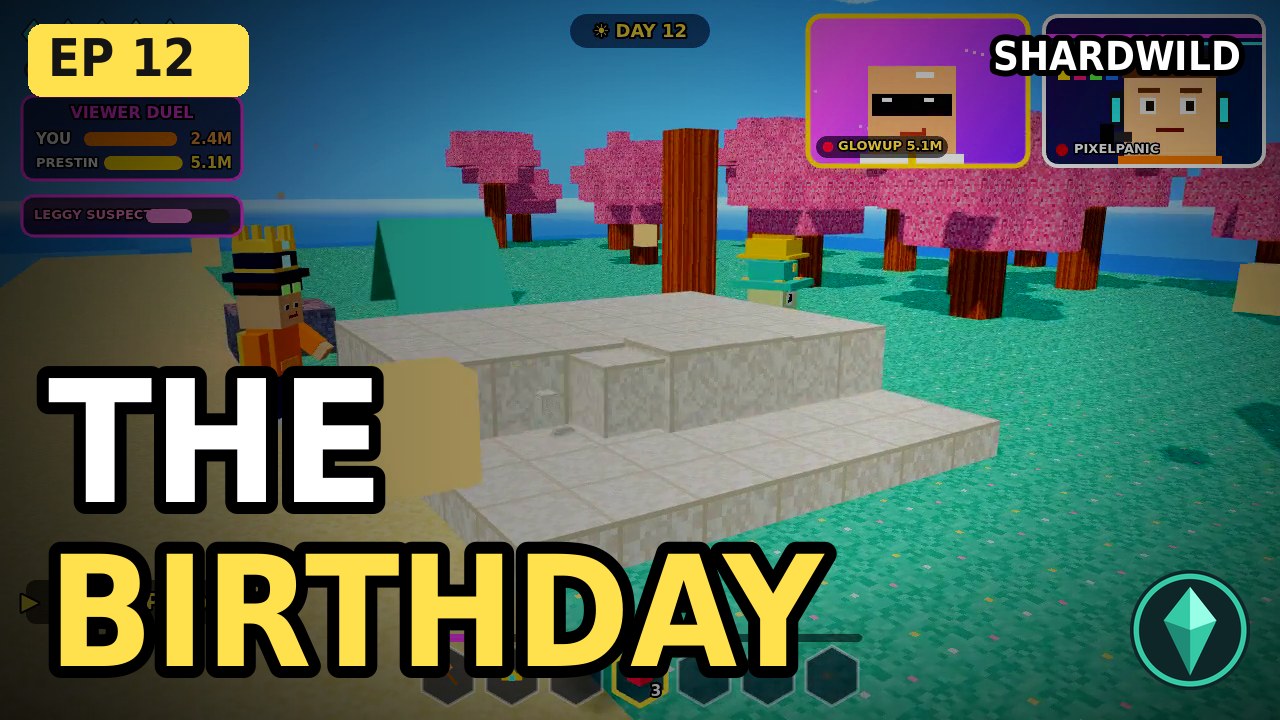 EP 12
DAY 12
SHARDWILD
VIEWER DUEL
YOU 2.4M
PRESTIN 5.1M
LEGGY SUSPECT
GLOWUP 5.1M
PIXELPANIC
THE
BIRTHDAY
3